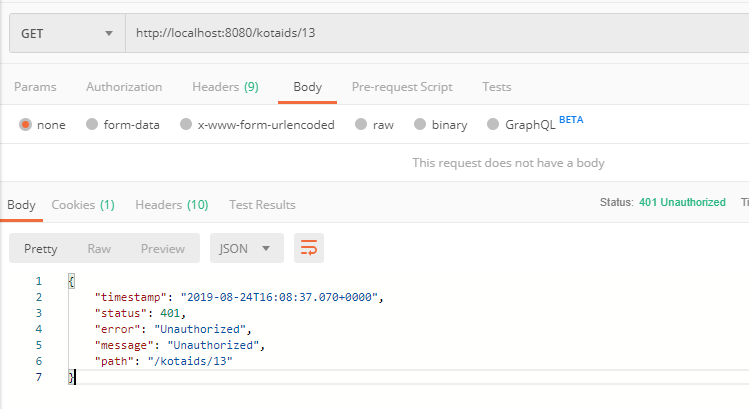 GET http://localhost:8080/kotaids/13
Params Authorization Headers (9) Body Pre-request Script Tests
none form-data x-www-form-urlencoded raw binary GraphQL BETA
This request does not have a body
Body Cookies (1) Headers (10) Test Results Status: 401 Unauthorized Ti
Pretty Raw Preview JSON
1 {
2 "timestamp": "2019-08-24T16:08:37.070+0000",
3 "status": 401,
4 "error": "Unauthorized",
5 "message": "Unauthorized",
6 "path": "/kotaids/13"
7 }